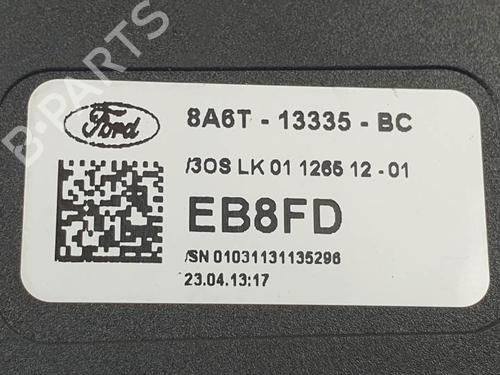 B-PARTS
Ford
8A6T - 13335 - BC
/3OS LK 01 1265 12 - 01
EB8FD
/SN 01031131135296
23.04.13:17